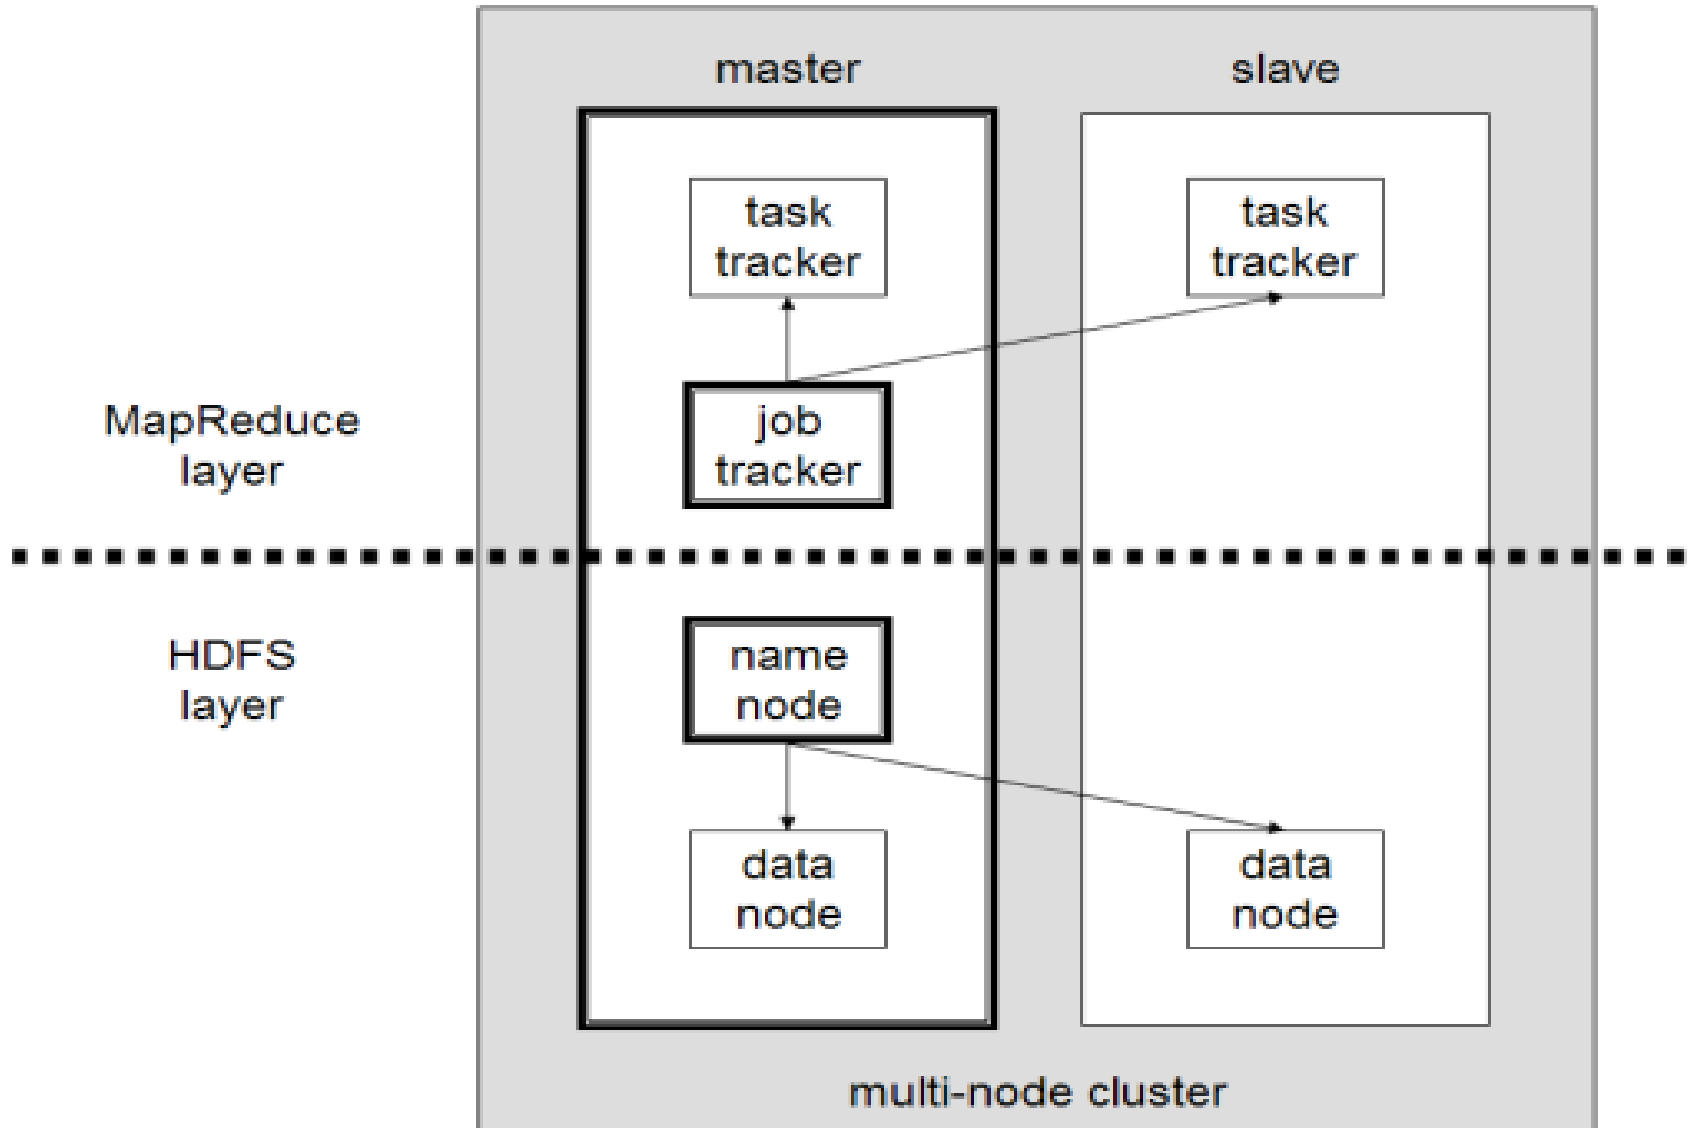 master
slave
task
tracker
task
tracker
MapReduce
layer
job
tracker
HDFS
layer
name
node
data
node
data
node
multi-node cluster